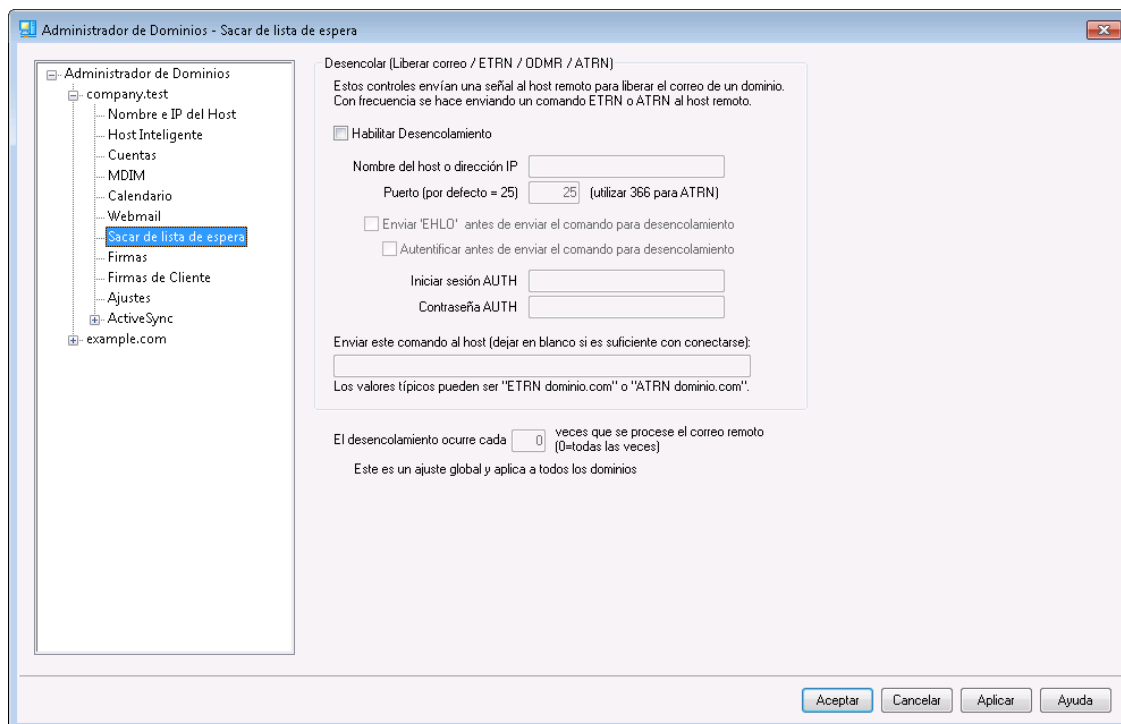 Administrador de Dominios - Sacar de lista de espera
Administrador de Dominios
company.test
Nombre e IP del Host
Host Inteligente
Cuentas
MDIM
Calendario
Webmail
Sacar de lista de espera
Firmas
Firmas de Cliente
Ajustes
ActiveSync
example.com
Desencolar (Liberar correo / ETRN / ODMR / ATRN)
Estos controles envían una señal al host remoto para liberar el correo de un dominio.
Con frecuencia se hace enviando un comando ETRN o ATRN al host remoto.
Habilitar Desencolamiento
Nombre del host o dirección IP
Puerto (por defecto = 25) 25 (utilizar 366 para ATRN)
Enviar 'EHLO' antes de enviar el comando para desencolamiento
Autentificar antes de enviar el comando para desencolamiento
Iniciar sesión AUTH
Contraseña AUTH
Enviar este comando al host (dejar en blanco si es suficiente con conectarse):
Los valores típicos pueden ser "ETRN dominio.com" o "ATRN dominio.com".
El desencolamiento ocurre cada 0 veces que se procese el correo remoto
(0=todas las veces)
Este es un ajuste global y aplica a todos los dominios
Aceptar Cancelar Aplicar Ayuda